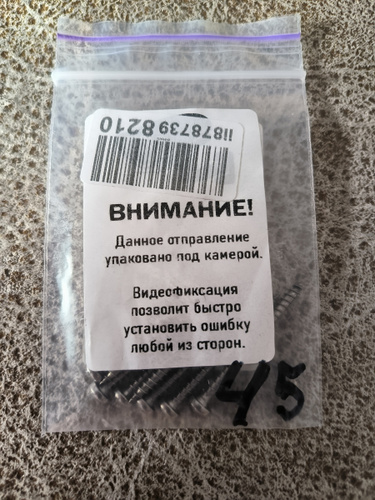 ii8787398210
ВНИМАНИЕ!
Данное отправление
упаковано под камерой.
Видеофиксация
позволит быстро
установить ошибку
любой из сторон.
45